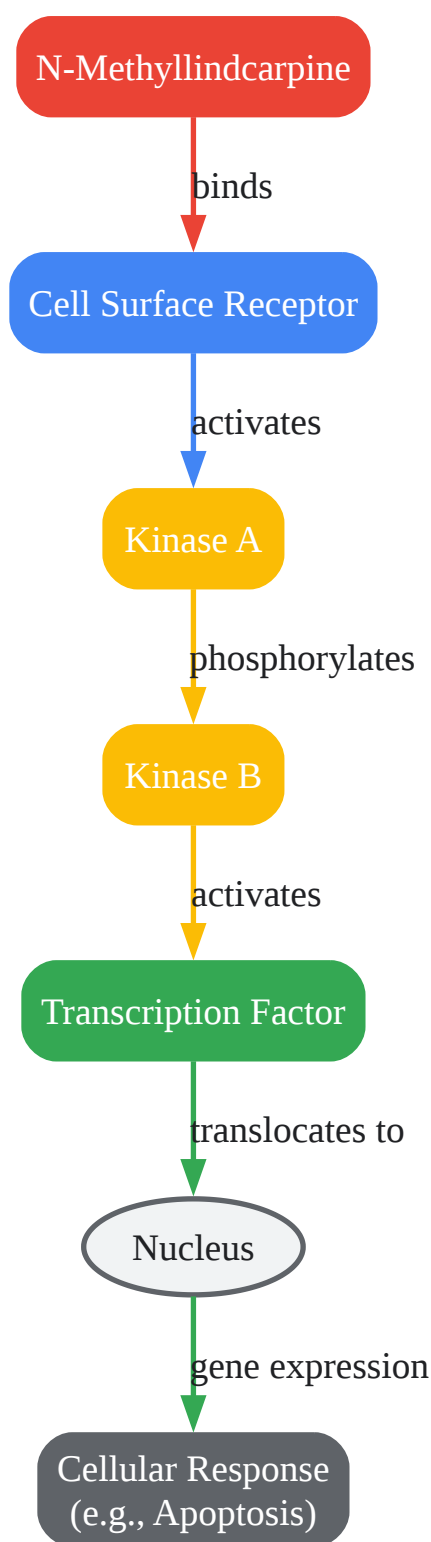 N-Methyllindcarpine
binds
Cell Surface Receptor
activates
Kinase A
phosphorylates
Kinase B
activates
Transcription Factor
translocates to
Nucleus
gene expression
Cellular Response
(e.g., Apoptosis)